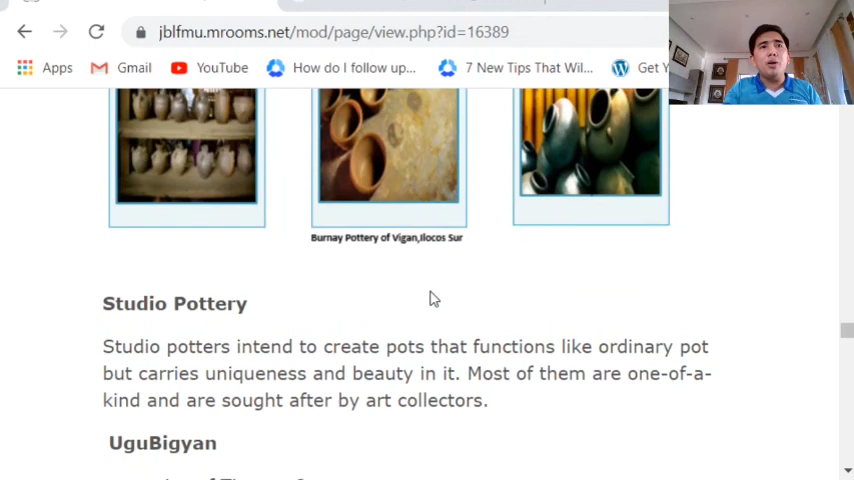 jblfmu.mrooms.net/mod/page/view.php?id=16389
Apps Gmail YouTube How do I follow up... 7 New Tips That Wil... Get Y
Burnay Pottery of Vigan,Ilocos Sur
Studio Pottery
Studio potters intend to create pots that functions like ordinary pot
but carries uniqueness and beauty in it. Most of them are one-of-a-
kind and are sought after by art collectors.
UguBigyan